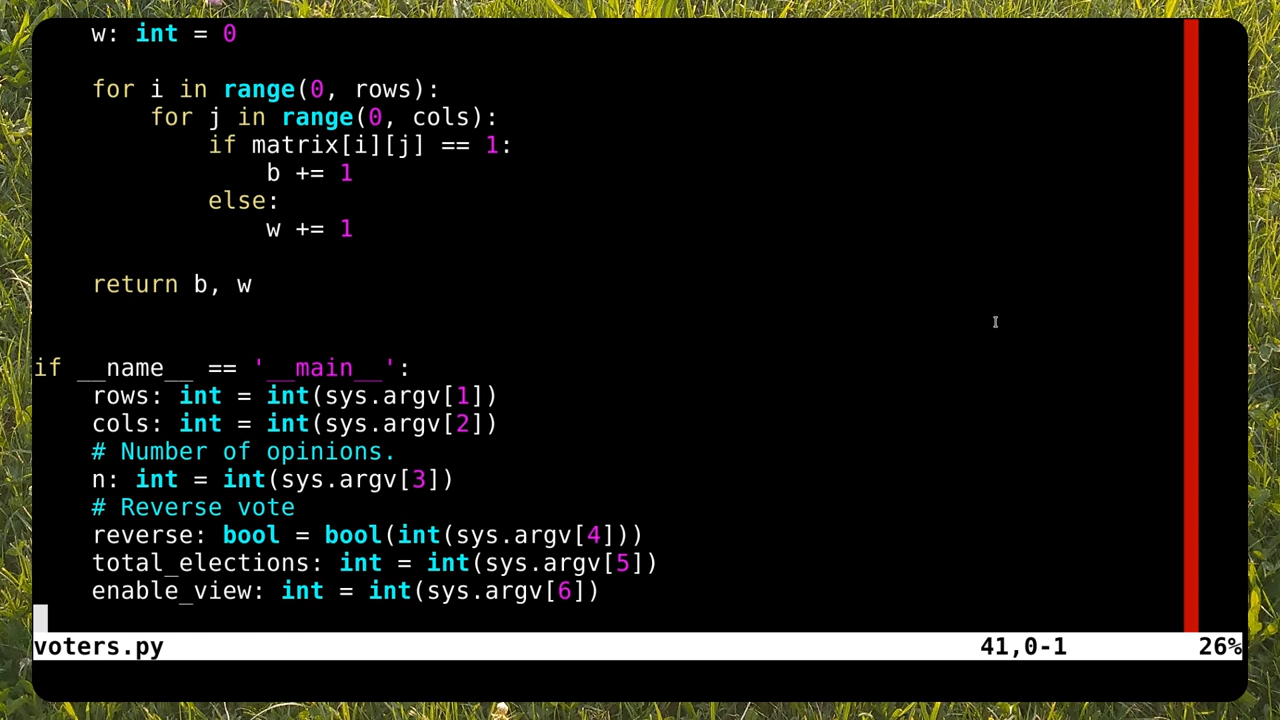 w: int = 0

    for i in range(0, rows):
        for j in range(0, cols):
            if matrix[i][j] == 1:
                b += 1
            else:
                w += 1

    return b, w


if __name__ == '__main__':
    rows: int = int(sys.argv[1])
    cols: int = int(sys.argv[2])
    # Number of opinions.
    n: int = int(sys.argv[3])
    # Reverse vote
    reverse: bool = bool(int(sys.argv[4]))
    total_elections: int = int(sys.argv[5])
    enable_view: int = int(sys.argv[6])

voters.py 41,0-1 26%